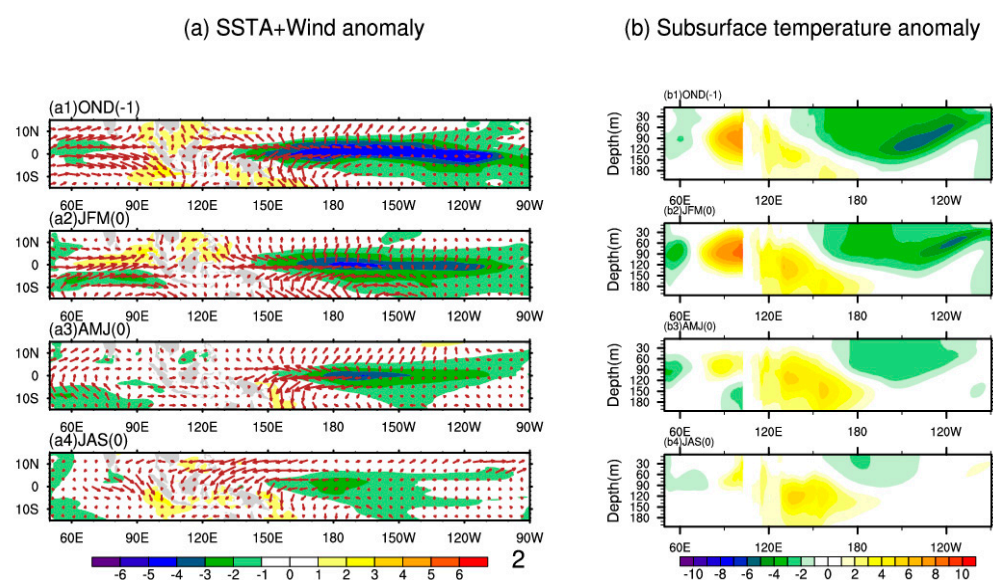 (a) SSTA+Wind anomaly
(b) Subsurface temperature anomaly
(a1)OND(-1)
10N
0
10S
60E 90E 120E 150E 180 150W 120W 90W
(a2)JFM(0)
10N
0
10S
60E 90E 120E 150E 180 150W 120W 90W
(a3)AMJ(0)
10N
0
10S
60E 90E 120E 150E 180 150W 120W 90W
(a4)JAS(0)
10N
0
10S
60E 90E 120E 150E 180 150W 120W 90W
-6 -5 -4 -3 -2 -1 0 1 2 3 4 5 6
2
(b1)OND(-1)
Depth(m)
30
60
90
120
150
180
(b2)JFM(0)
Depth(m)
30
60
90
120
150
180
60E 120E 180 120W
(b3)AMJ(0)
Depth(m)
30
60
90
120
150
180
60E 120E 180 120W
(b4)JAS(0)
Depth(m)
30
60
90
120
150
180
60E 120E 180 120W
-10 -8 -6 -4 -2 0 2 4 6 8 10